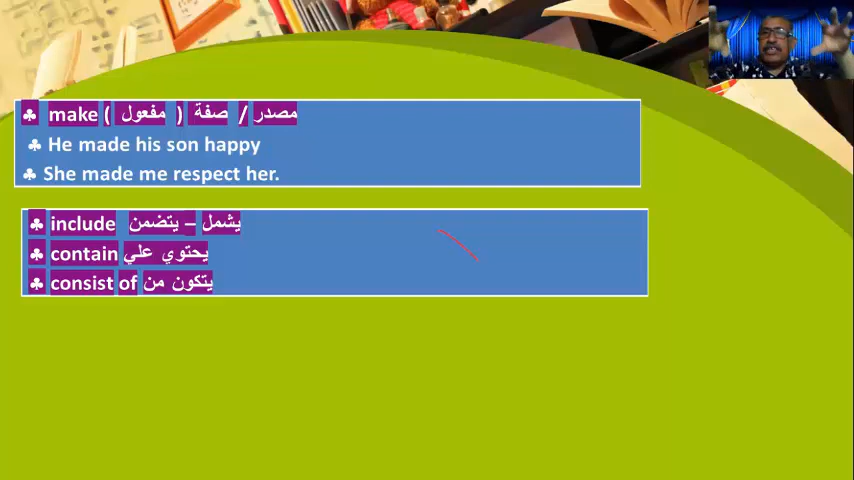 ♣ make ( مفعول ) صفة / مصدر
♣ He made his son happy
♣ She made me respect her.
♣ include يشمل – يتضمن
♣ contain يحتوي علي
♣ consist of يتكون من